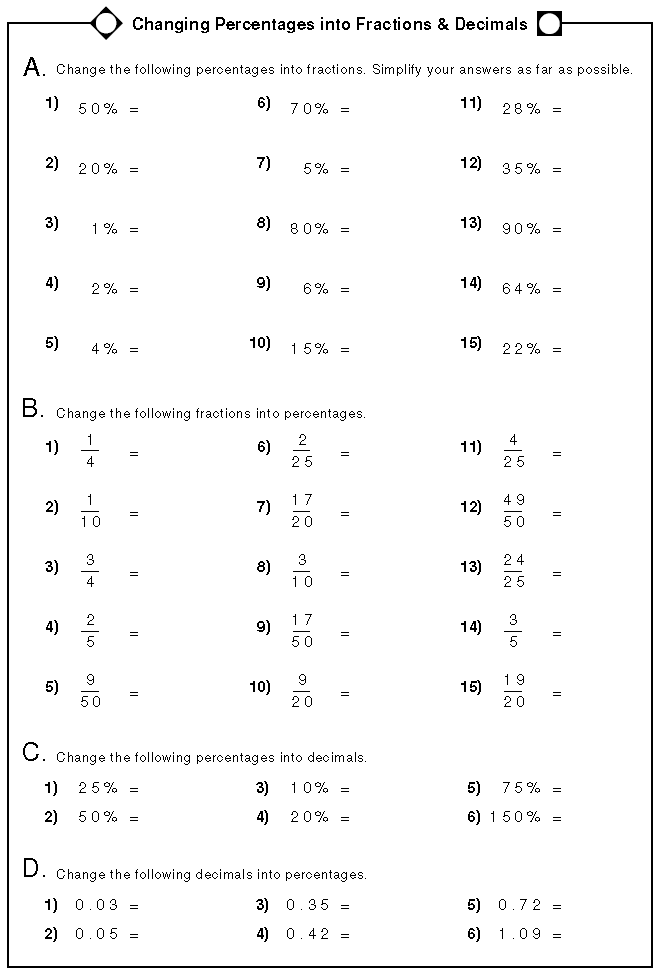 Changing Percentages into Fractions & Decimals
A. Change the following percentages into fractions. Simplify your answers as far as possible.
1) 50% = 6) 70% = 11) 28% =
2) 20% = 7) 5% = 12) 35% =
3) 1% = 8) 80% = 13) 90% =
4) 2% = 9) 6% = 14) 64% =
5) 4% = 10) 15% = 15) 22% =
B. Change the following fractions into percentages.
1) 1/4 = 6) 2/25 = 11) 4/25 =
2) 1/10 = 7) 17/20 = 12) 49/50 =
3) 3/4 = 8) 3/10 = 13) 24/25 =
4) 2/5 = 9) 17/50 = 14) 3/5 =
5) 9/50 = 10) 9/20 = 15) 19/20 =
C. Change the following percentages into decimals.
1) 25% = 3) 10% = 5) 75% =
2) 50% = 4) 20% = 6) 150% =
D. Change the following decimals into percentages.
1) 0.03 = 3) 0.35 = 5) 0.72 =
2) 0.05 = 4) 0.42 = 6) 1.09 =